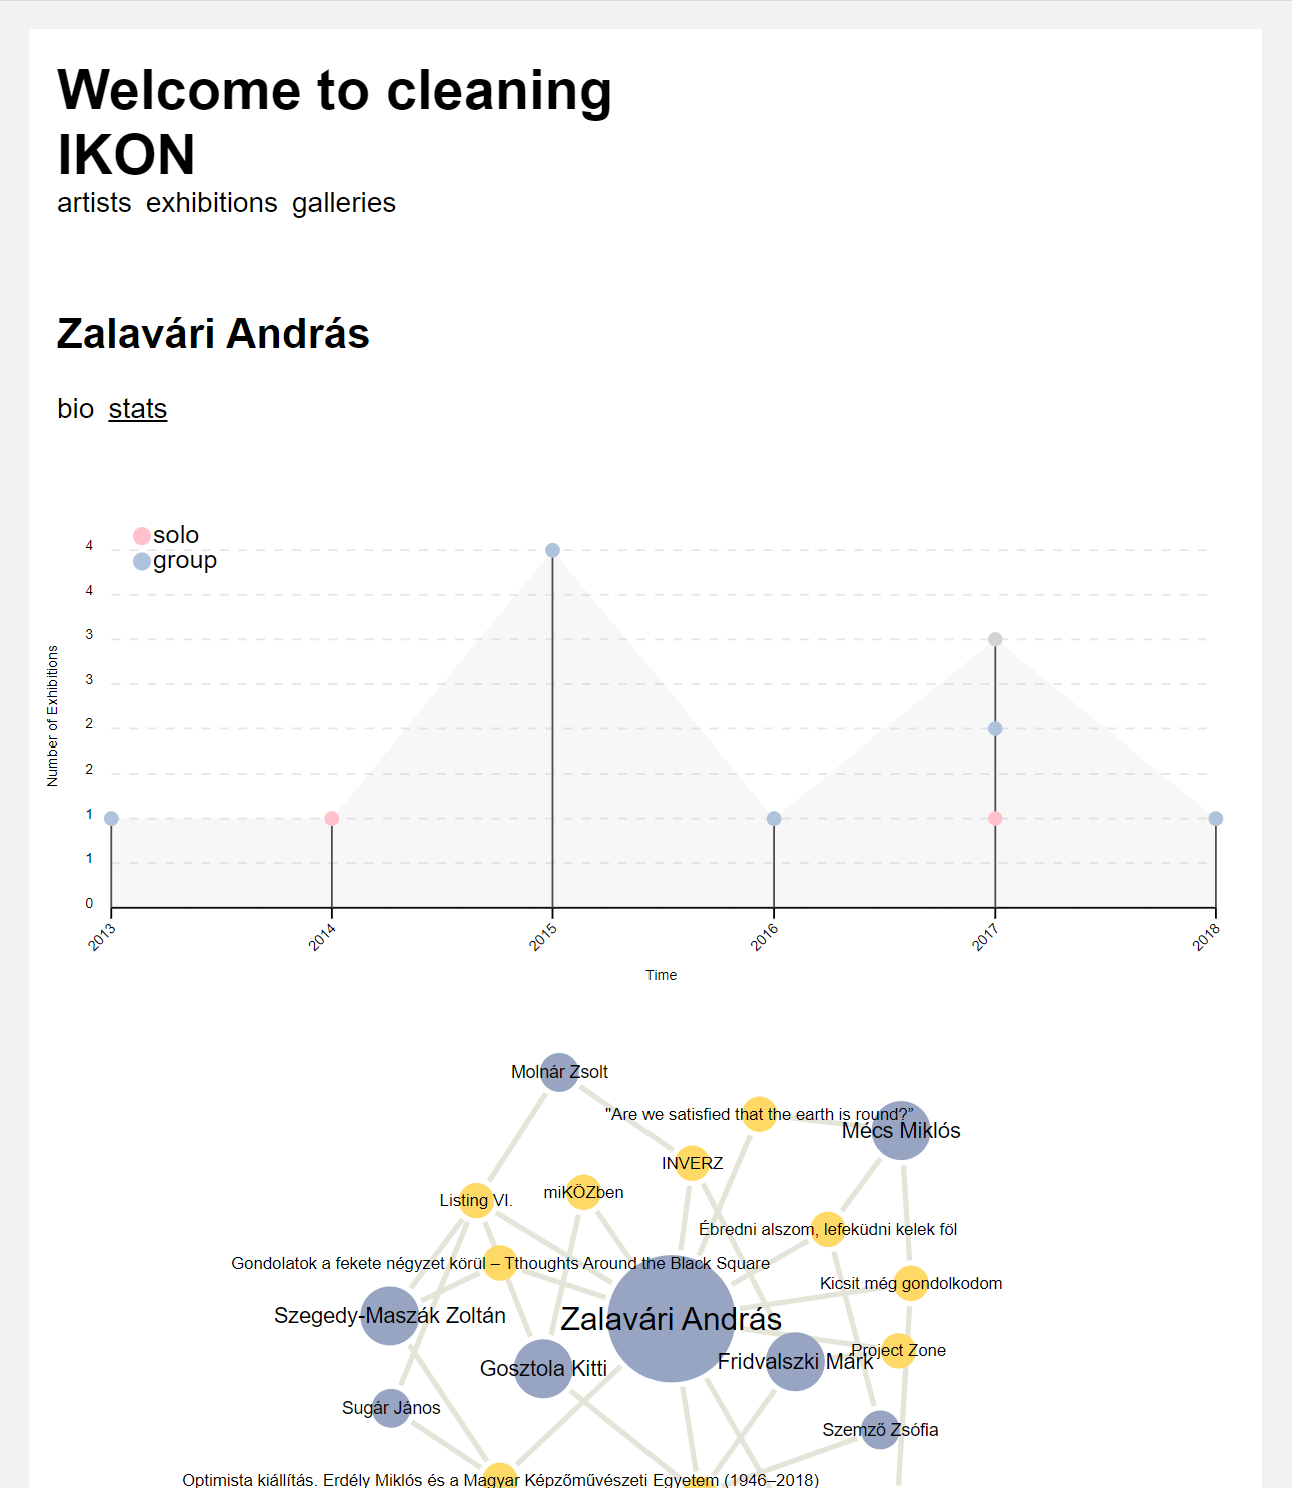 Welcome to cleaning
IKON
artists exhibitions galleries
Zalavári András
bio stats
solo
group
4
4
3
3
2
2
1
1
0
Number of Exhibitions
2013
2014
2015
2016
2017
2018
Time
Molnár Zsolt
"Are we satisfied that the earth is round?”
Mécs Miklós
INVERZ
miKÖZben
Listing VI.
Ébredni alszom, lefeküdni kelek föl
Gondolatok a fekete négyzet körül – Tthoughts Around the Black Square
Kicsit még gondolkodom
Szegedy-Maszák Zoltán
Zalavári András
Project Zone
Fridvalszki Márk
Gosztola Kitti
Sugár János
Szemző Zsófia
Optimista kiállítás. Erdély Miklós és a Magyar Képzőművészeti Egyetem (1946–2018)